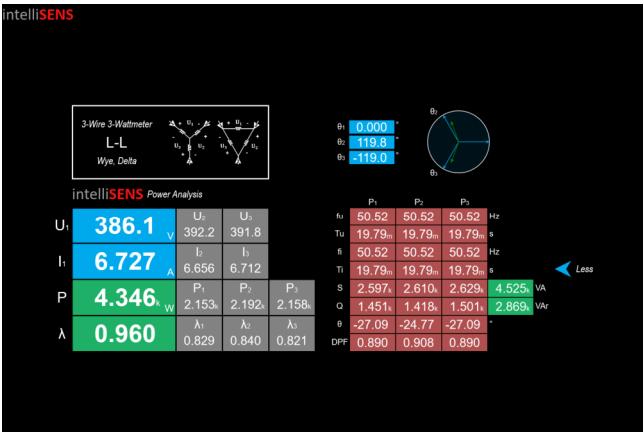 intelliSENS
3-Wire 3-Wattmeter
L-L
Wye, Delta
+ U₁ -
U₃ U₂
+ U₁ -
U₃ U₂
θ₁ 0.000 °
θ₂ 119.8 °
θ₃ -119.0 °
θ₂
θ₃
intelliSENS Power Analysis
U₁ 386.1 V U₂ 392.2 U₃ 391.8
I₁ 6.727 A I₂ 6.656 I₃ 6.712
P 4.346k W P₁ 2.153k P₂ 2.192k P₃ 2.158k
λ 0.960 λ₁ 0.829 λ₂ 0.840 λ₃ 0.821
P₁ P₂ P₃
fu 50.52 50.52 50.52 Hz
Tu 19.79m 19.79m 19.79m s
fi 50.52 50.52 50.52 Hz
Ti 19.79m 19.79m 19.79m s
S 2.597k 2.610k 2.629k 4.525k VA
Q 1.451k 1.418k 1.501k 2.869k VAr
θ -27.09 -24.77 -27.09 °
DPF 0.890 0.908 0.890
Less